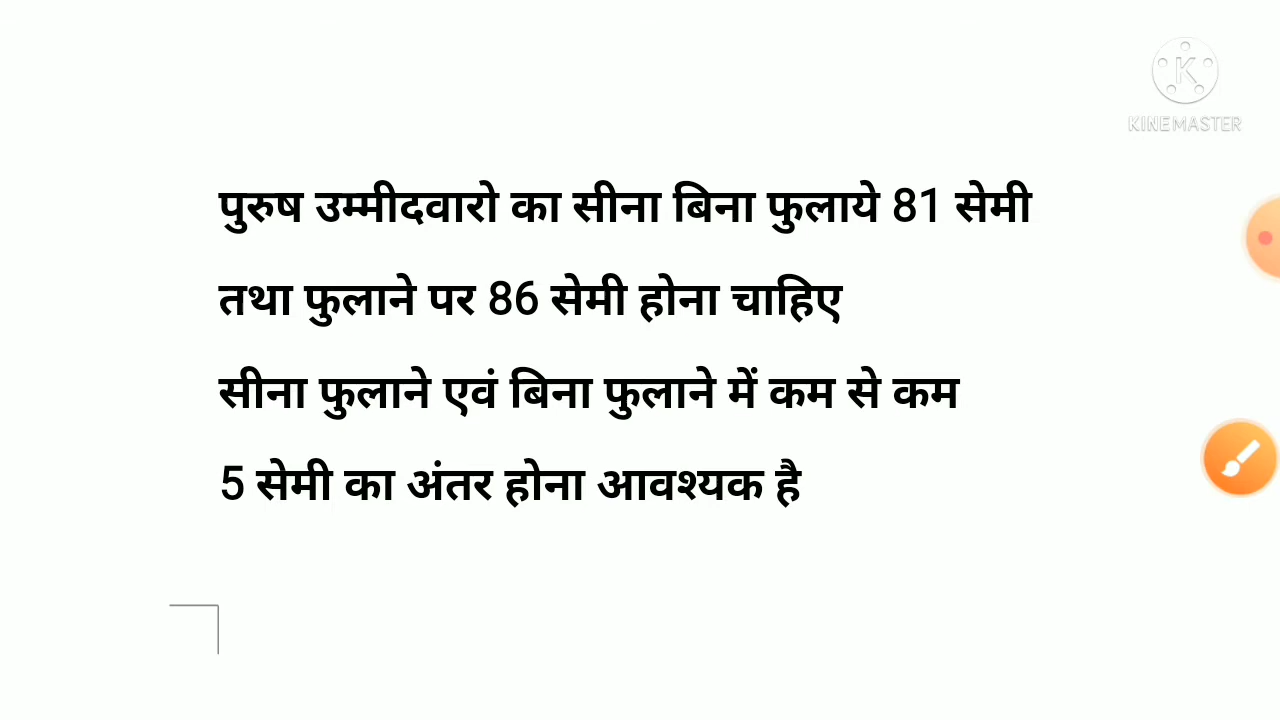 KINEMASTER
पुरुष उम्मीदवारो का सीना बिना फुलाये 81 सेमी
तथा फुलाने पर 86 सेमी होना चाहिए
सीना फुलाने एवं बिना फुलाने में कम से कम
5 सेमी का अंतर होना आवश्यक है